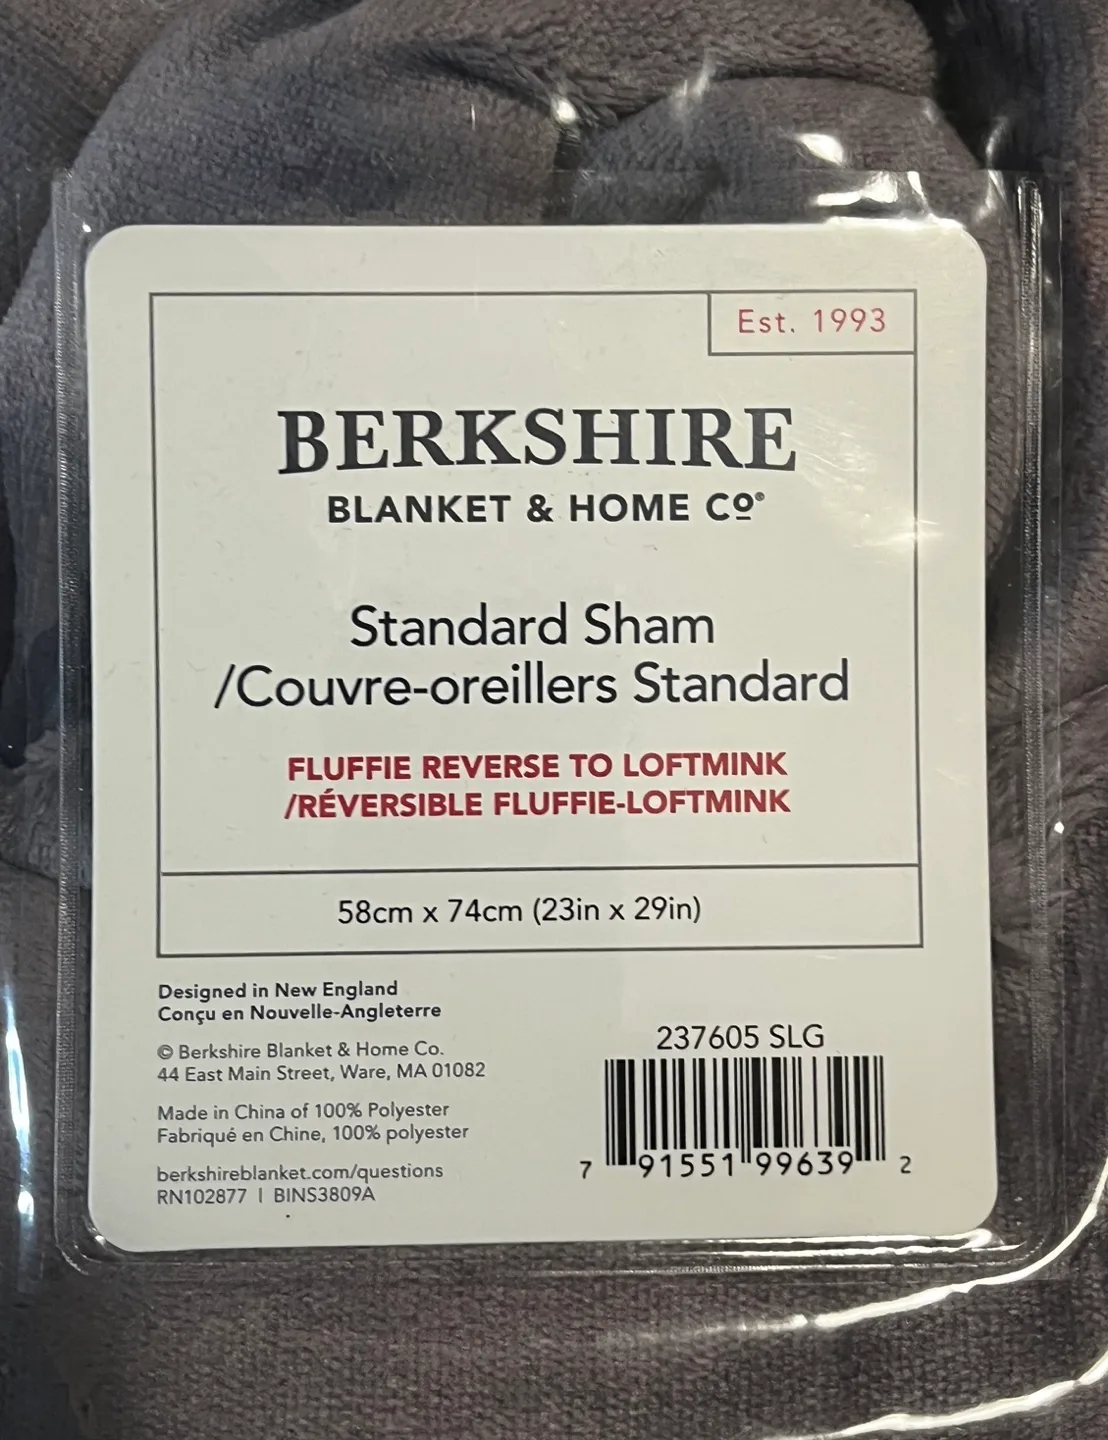 Est. 1993
BERKSHIRE
BLANKET & HOME Cº®
Standard Sham
/Couvre-oreillers Standard
FLUFFIE REVERSE TO LOFTMINK
/RÉVERSIBLE FLUFFIE-LOFTMINK
58cm x 74cm (23in x 29in)
Designed in New England
Conçu en Nouvelle-Angleterre
© Berkshire Blanket & Home Co.
44 East Main Street, Ware, MA 01082
Made in China of 100% Polyester
Fabriqué en Chine, 100% polyester
berkshireblanket.com/questions
RN102877 | BINS3809A
237605 SLG
7 91551 99639 2